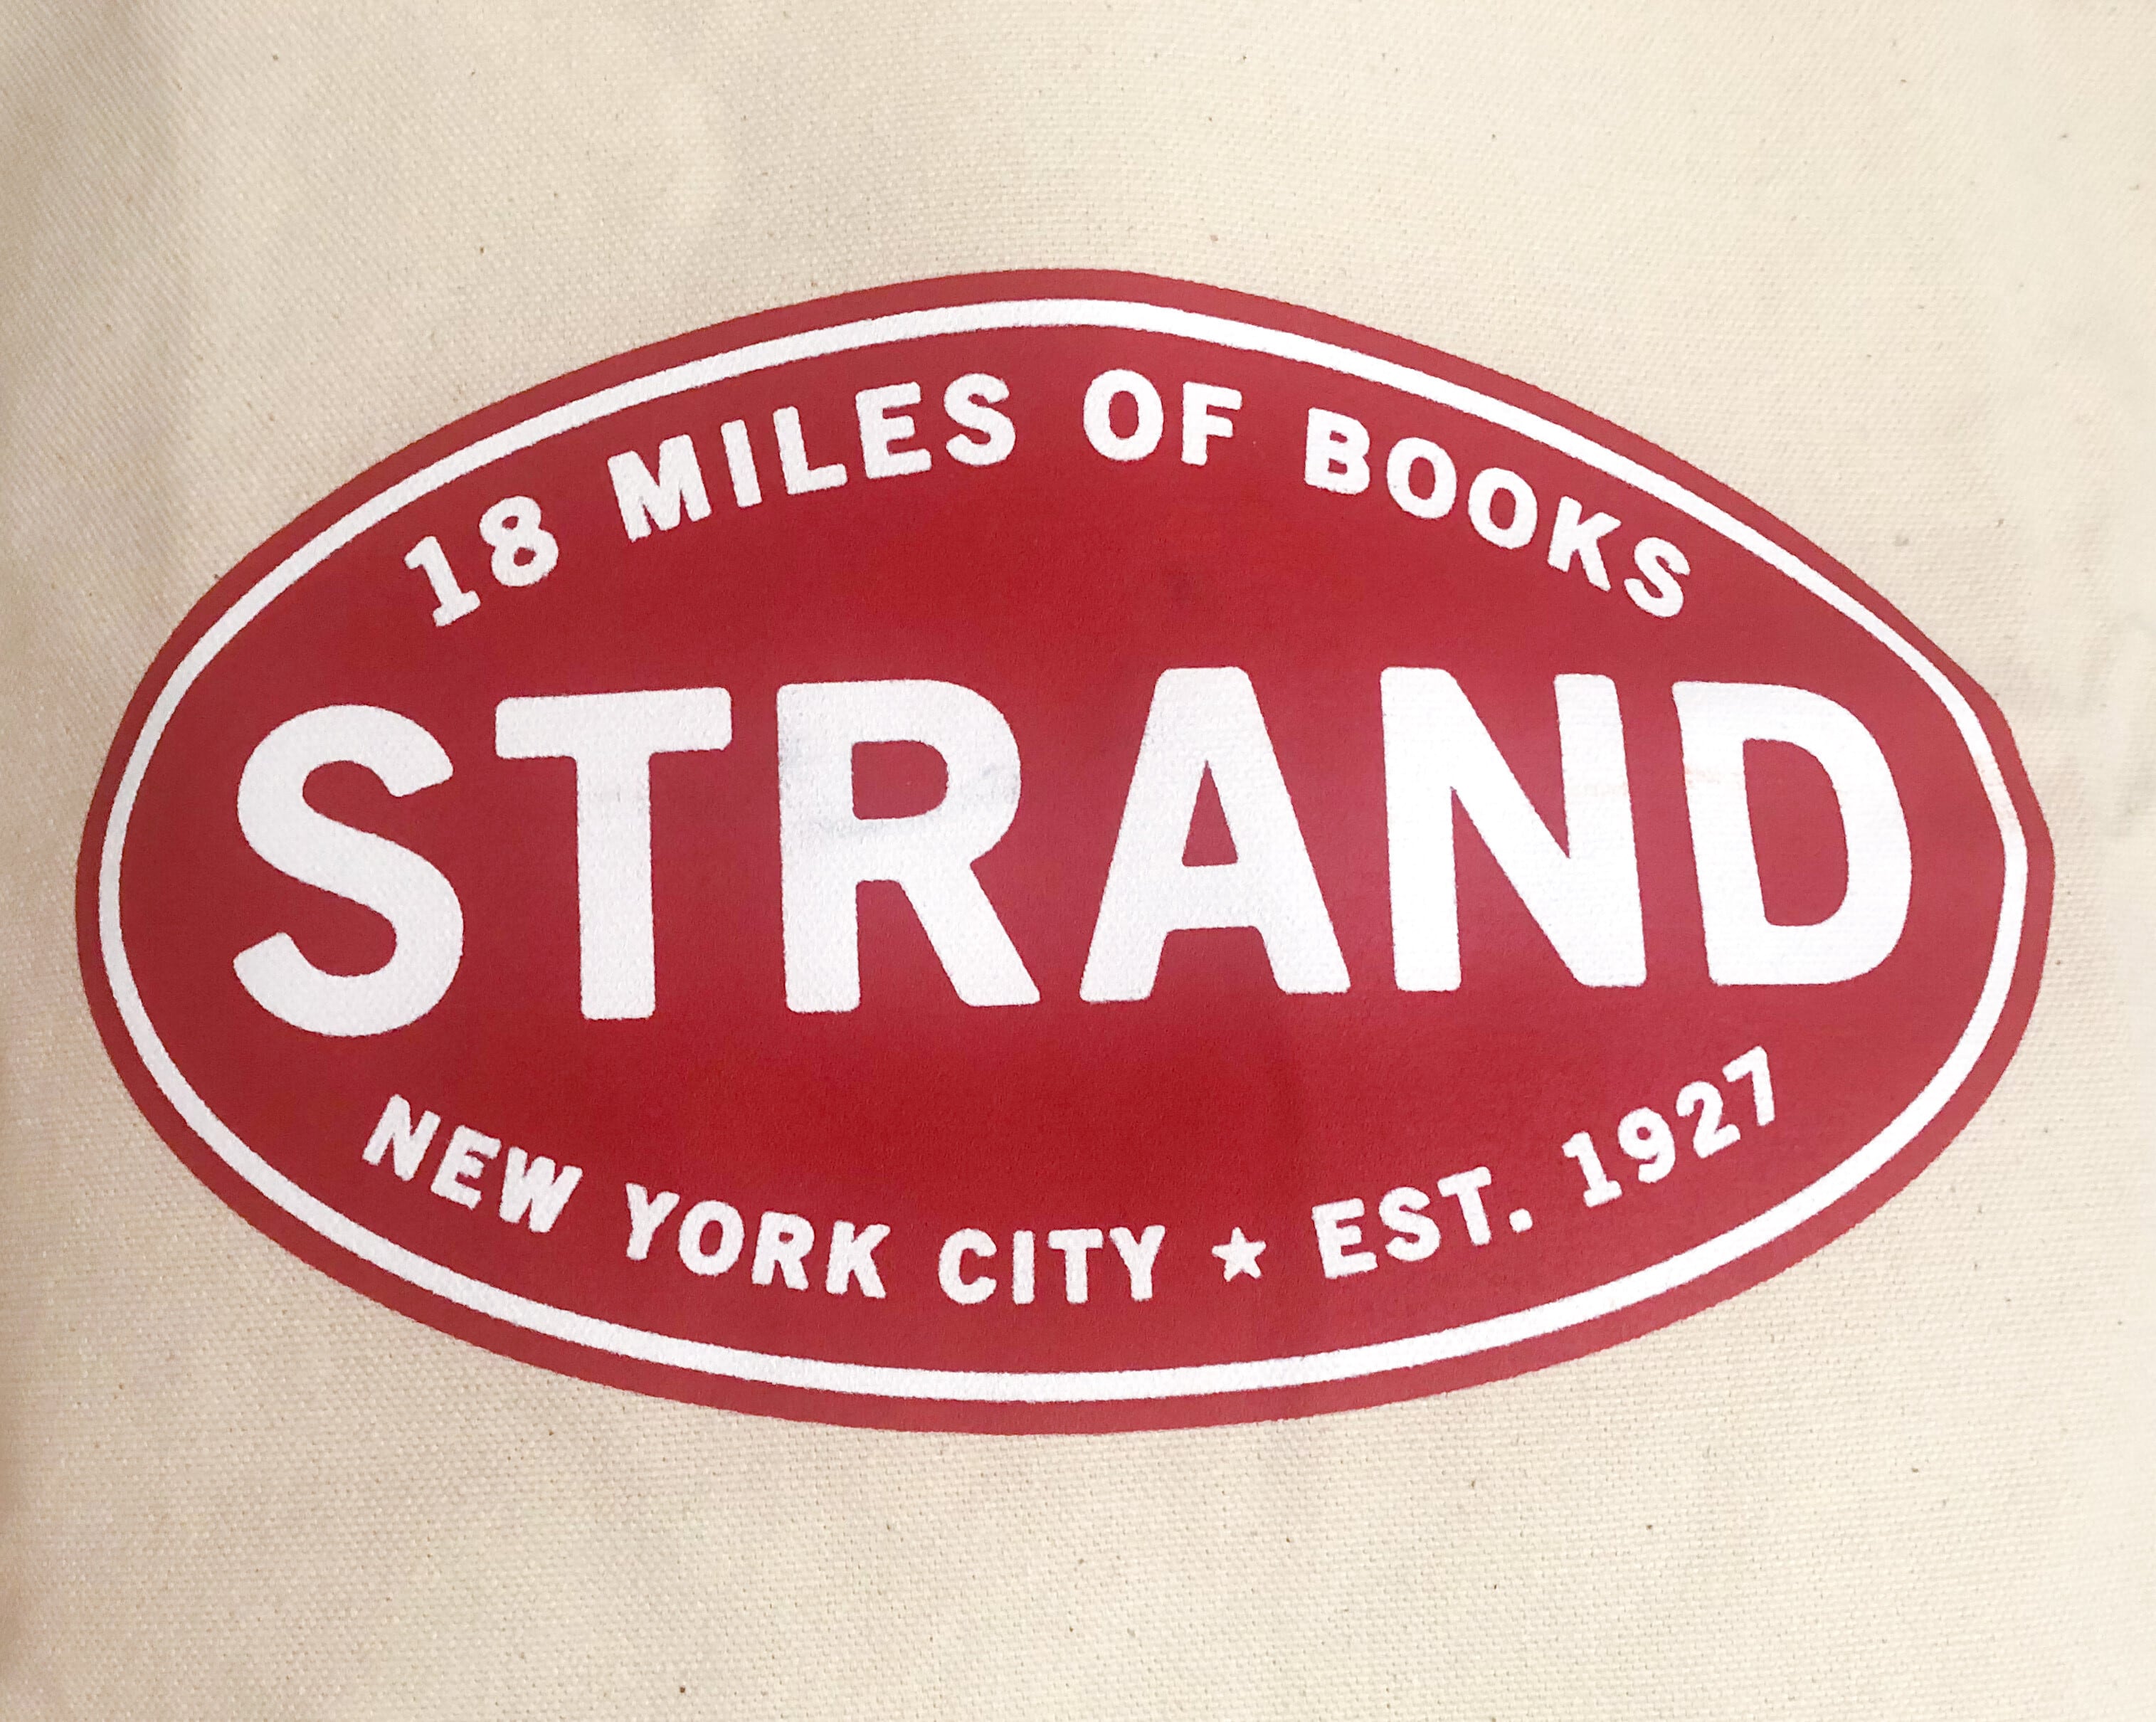 18 MILES OF BOOKS
STRAND
NEW YORK CITY ★ EST. 1927